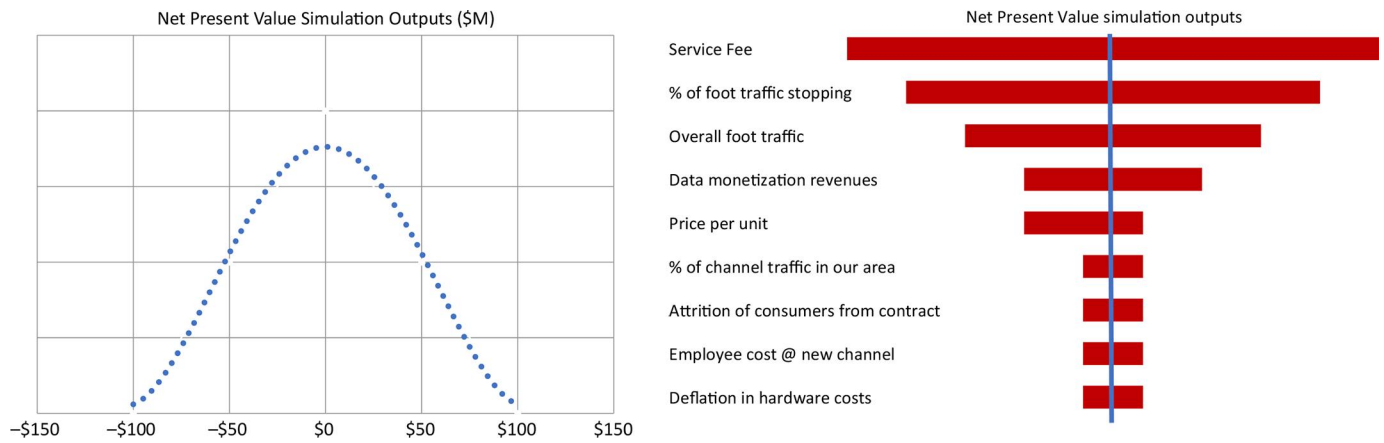 Net Present Value Simulation Outputs ($M)
–$150 –$100 –$50 $0 $50 $100 $150
Net Present Value simulation outputs
Service Fee
% of foot traffic stopping
Overall foot traffic
Data monetization revenues
Price per unit
% of channel traffic in our area
Attrition of consumers from contract
Employee cost @ new channel
Deflation in hardware costs